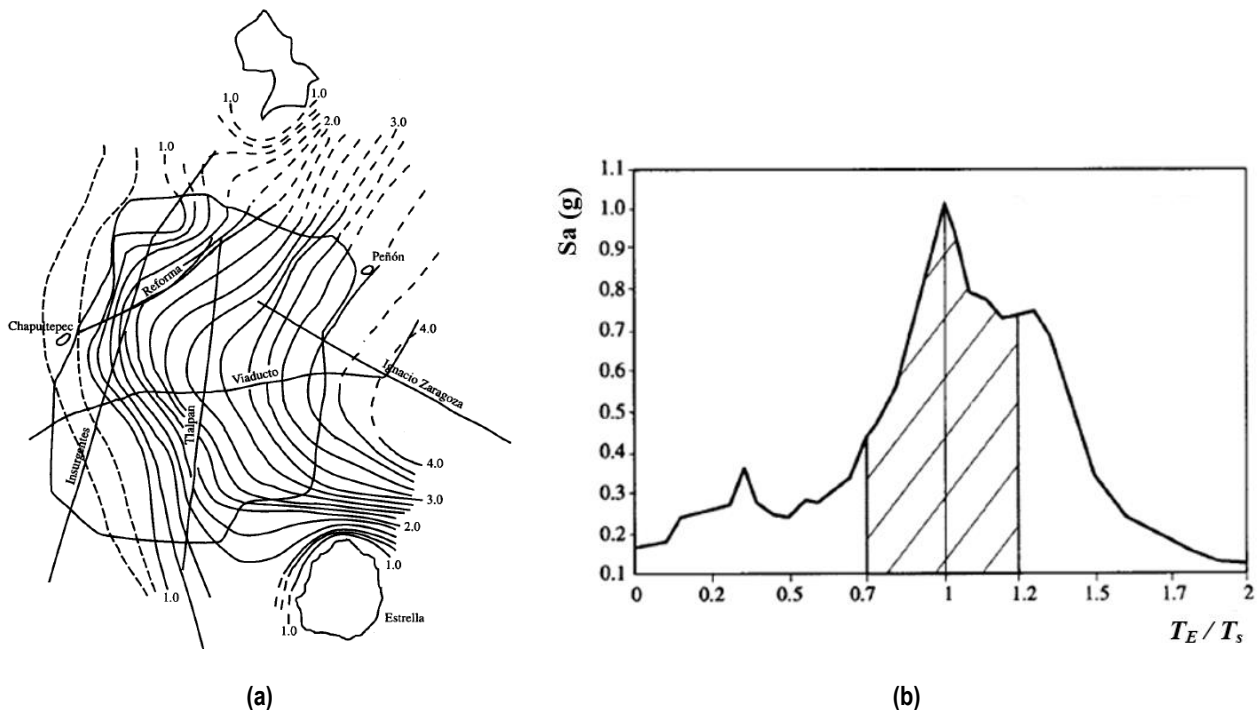 1.0
1.0
2.0
3.0
1.0
Peñón
Reforma
Chapultepec
4.0
Ignacio Zaragoza
Viaducto
Tlalpan
Insurgentes
4.0
3.0
2.0
1.0
1.0
Estrella
1.0
(a)
Sa (g)
1.1
1.0
0.9
0.8
0.7
0.6
0.5
0.4
0.3
0.2
0.1
0 0.2 0.5 0.7 1 1.2 1.5 1.7 2
T_E / T_s
(b)